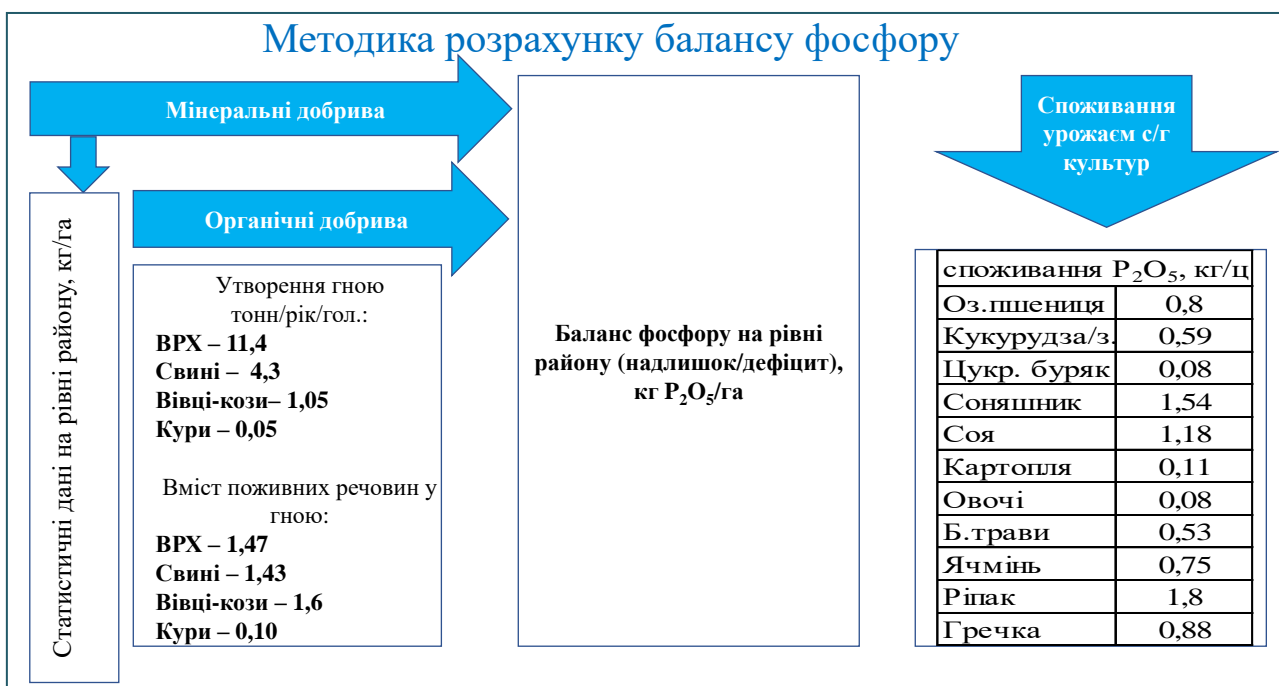 Методика розрахунку балансу фосфору
Мінеральні добрива
Статистичні дані на рівні району, кг/га
Органічні добрива
Утворення гною
тонн/рік/гол.:
ВРХ – 11,4
Свині – 4,3
Вівці-кози– 1,05
Кури – 0,05
Вміст поживних речовин у
гною:
ВРХ – 1,47
Свині – 1,43
Вівці-кози – 1,6
Кури – 0,10
Баланс фосфору на рівні
району (надлишок/дефіцит),
кг P₂O₅/га
Споживання
урожаєм с/г
культур
споживання P₂O₅, кг/ц
Оз.пшениця 0,8
Кукурудза/з. 0,59
Цукр. буряк 0,08
Соняшник 1,54
Соя 1,18
Картопля 0,11
Овочі 0,08
Б.трави 0,53
Ячмінь 0,75
Ріпак 1,8
Гречка 0,88